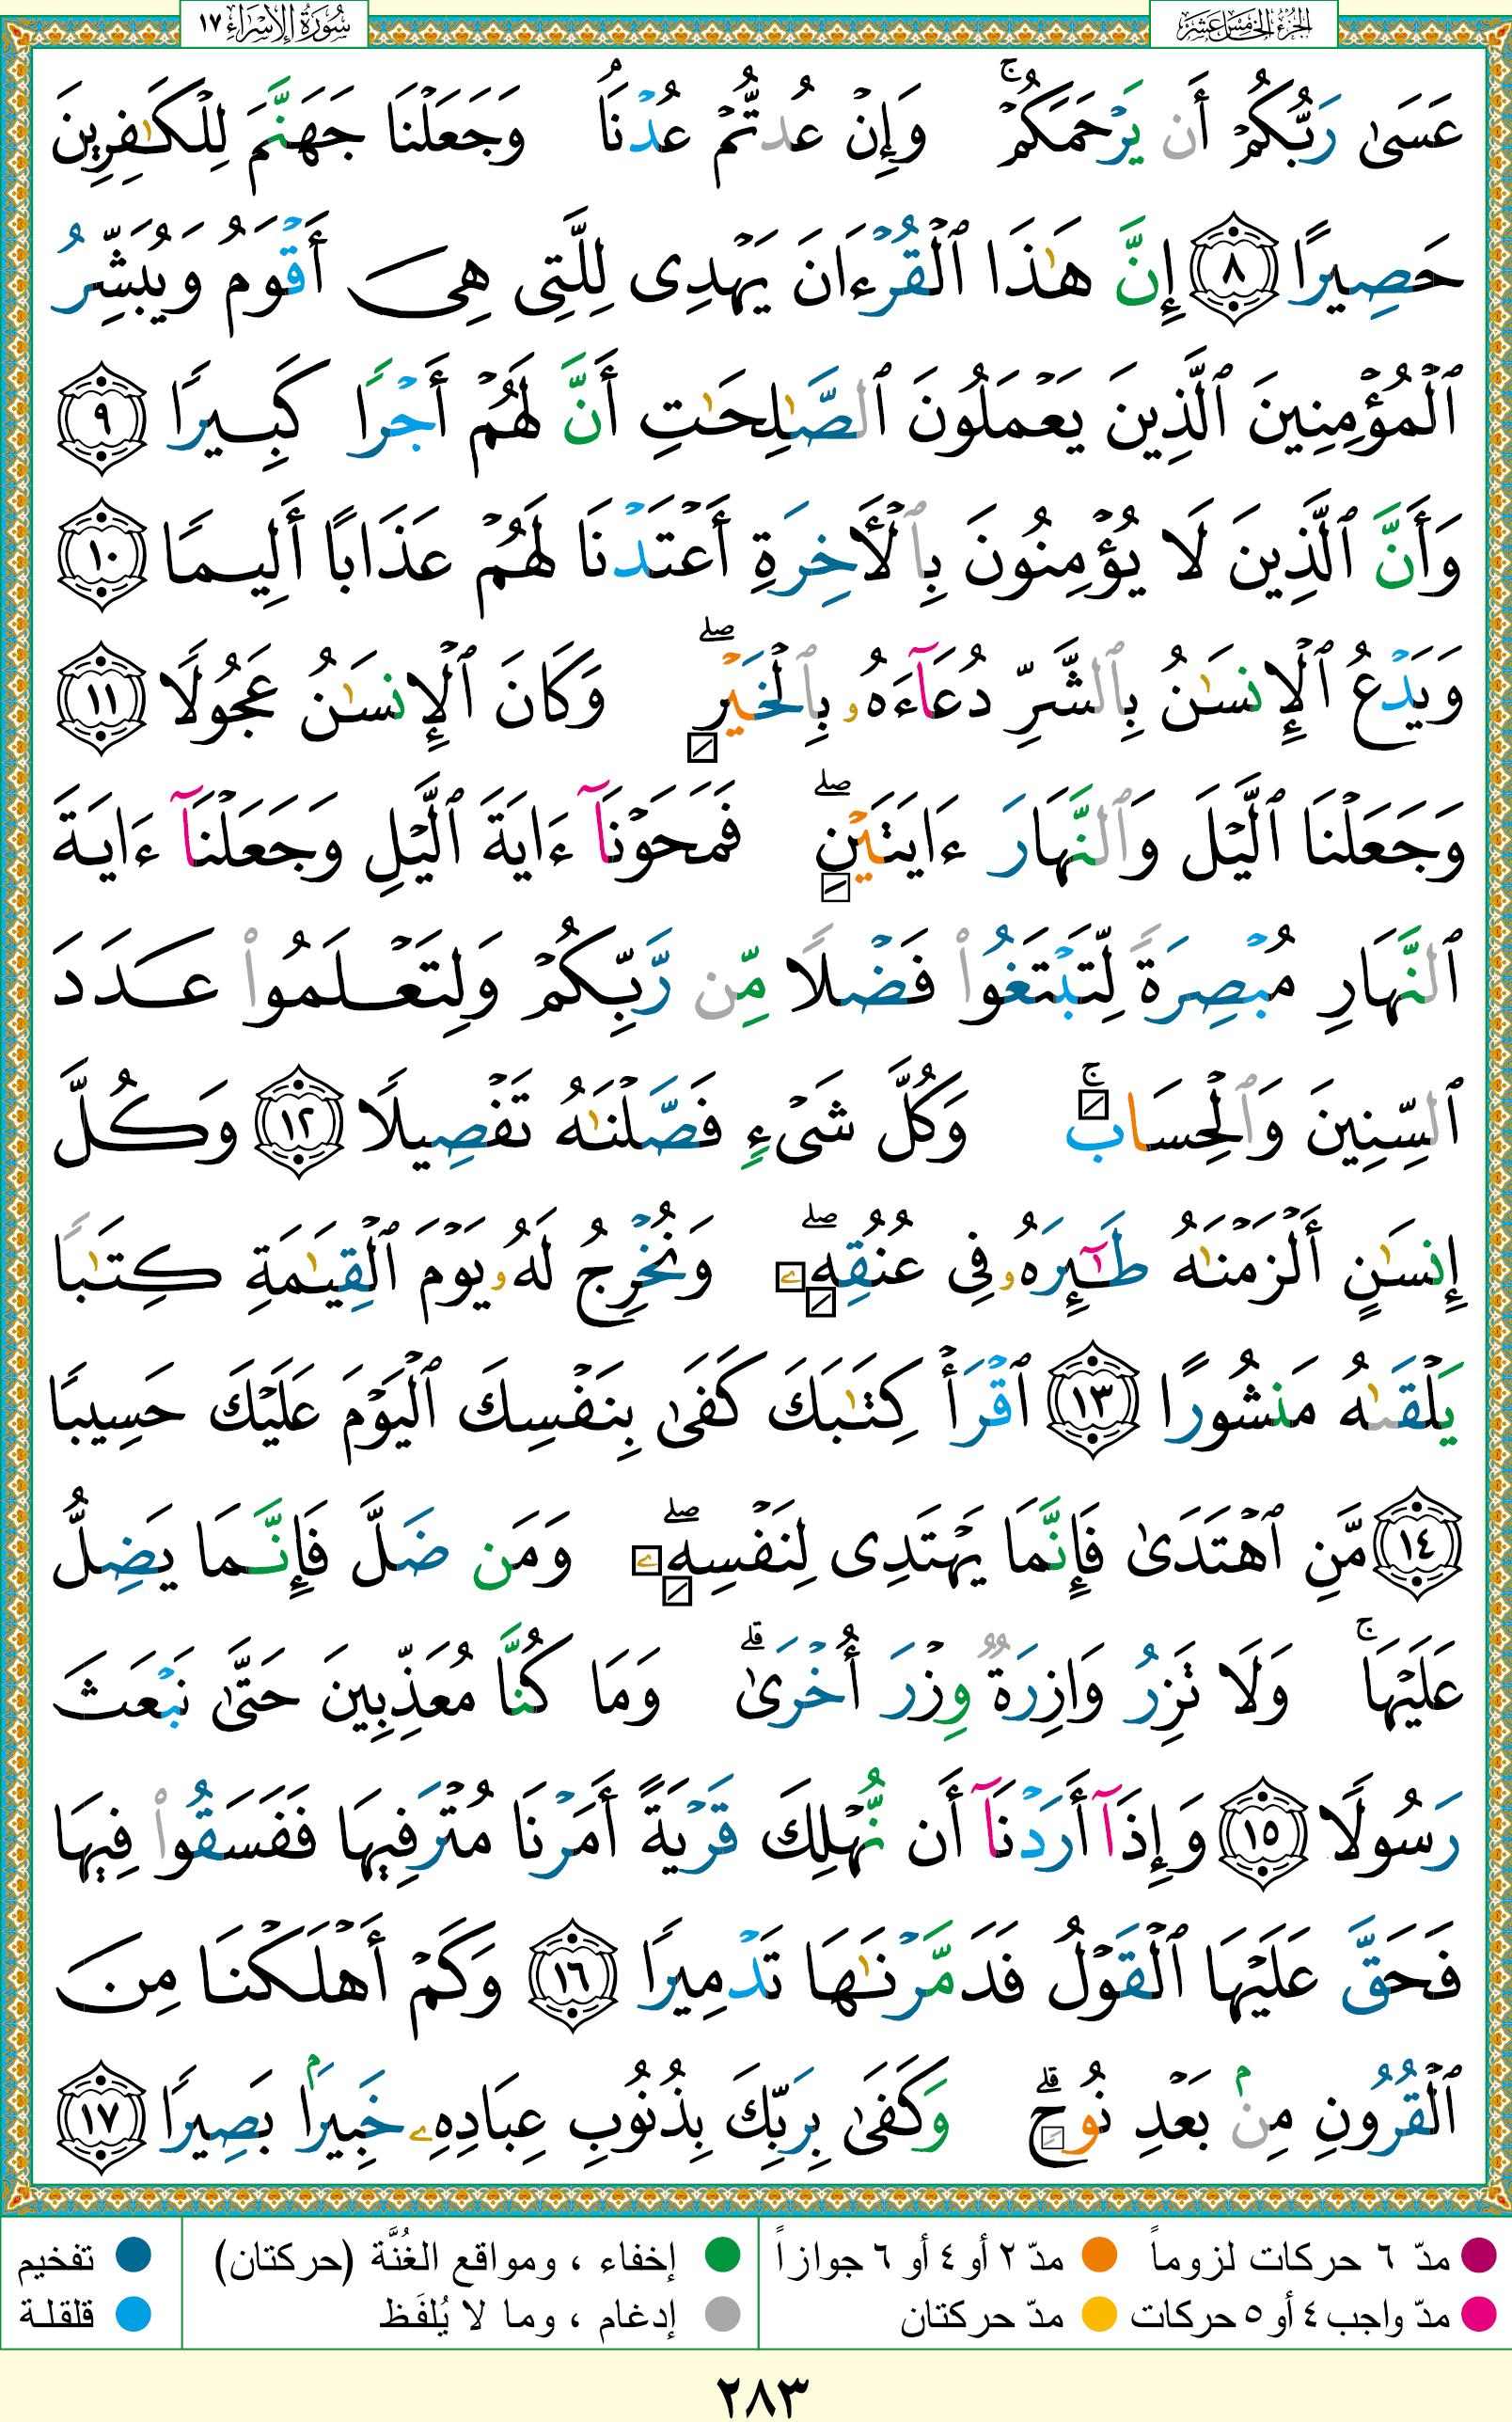 الجزء الخامس عشر
سورة الإسراء ١٧
عَسَىٰ رَبُّكُمْ أَن يَرْحَمَكُمْ ۚ وَإِنْ عُدتُّمْ عُدْنَا ۘ وَجَعَلْنَا جَهَنَّمَ لِلْكَٰفِرِينَ
حَصِيرًا ٨ إِنَّ هَٰذَا ٱلْقُرْءَانَ يَهْدِى لِلَّتِى هِىَ أَقْوَمُ وَيُبَشِّرُ
ٱلْمُؤْمِنِينَ ٱلَّذِينَ يَعْمَلُونَ ٱلصَّٰلِحَٰتِ أَنَّ لَهُمْ أَجْرًا كَبِيرًا ٩
وَأَنَّ ٱلَّذِينَ لَا يُؤْمِنُونَ بِٱلْأَخِرَةِ أَعْتَدْنَا لَهُمْ عَذَابًا أَلِيمًا ١٠
وَيَدْعُ ٱلْإِنسَٰنُ بِٱلشَّرِّ دُعَآءَهُۥ بِٱلْخَيْرِ ۖ وَكَانَ ٱلْإِنسَٰنُ عَجُولًا ١١
وَجَعَلْنَا ٱلَّيْلَ وَٱلنَّهَارَ ءَايَتَيْنِ ۖ فَمَحَوْنَآ ءَايَةَ ٱلَّيْلِ وَجَعَلْنَآ ءَايَةَ
ٱلنَّهَارِ مُبْصِرَةً لِّتَبْتَغُوا۟ فَضْلًا مِّن رَّبِّكُمْ وَلِتَعْلَمُوا۟ عَدَدَ
ٱلسِّنِينَ وَٱلْحِسَابَ ۚ وَكُلَّ شَىْءٍ فَصَّلْنَٰهُ تَفْصِيلًا ١٢ وَكُلَّ
إِنسَٰنٍ أَلْزَمْنَٰهُ طَٰٓئِرَهُۥ فِى عُنُقِهِۦ ۖ وَنُخْرِجُ لَهُۥ يَوْمَ ٱلْقِيَٰمَةِ كِتَٰبًا
يَلْقَىٰهُ مَنشُورًا ١٣ ٱقْرَأْ كِتَٰبَكَ كَفَىٰ بِنَفْسِكَ ٱلْيَوْمَ عَلَيْكَ حَسِيبًا
١٤ مَّنِ ٱهْتَدَىٰ فَإِنَّمَا يَهْتَدِى لِنَفْسِهِۦ ۖ وَمَن ضَلَّ فَإِنَّمَا يَضِلُّ
عَلَيْهَا ۚ وَلَا تَزِرُ وَازِرَةٌ وِزْرَ أُخْرَىٰ ۗ وَمَا كُنَّا مُعَذِّبِينَ حَتَّىٰ نَبْعَثَ
رَسُولًا ١٥ وَإِذَآ أَرَدْنَآ أَن نُّهْلِكَ قَرْيَةً أَمَرْنَا مُتْرَفِيهَا فَفَسَقُوا۟ فِيهَا
فَحَقَّ عَلَيْهَا ٱلْقَوْلُ فَدَمَّرْنَٰهَا تَدْمِيرًا ١٦ وَكَمْ أَهْلَكْنَا مِنَ
ٱلْقُرُونِ مِنۢ بَعْدِ نُوحٍ ۗ وَكَفَىٰ بِرَبِّكَ بِذُنُوبِ عِبَادِهِۦ خَبِيرًۢا بَصِيرًا ١٧
مدّ ٦ حركات لزوماً مدّ ٢ أو ٤ أو ٦ جوازاً إخفاء ، ومواقع الغُنَّة (حركتان) تفخيم
مدّ واجب ٤ أو ٥ حركات مدّ حركتان إدغام ، وما لا يُلفَظ قلقلة
٢٨٣